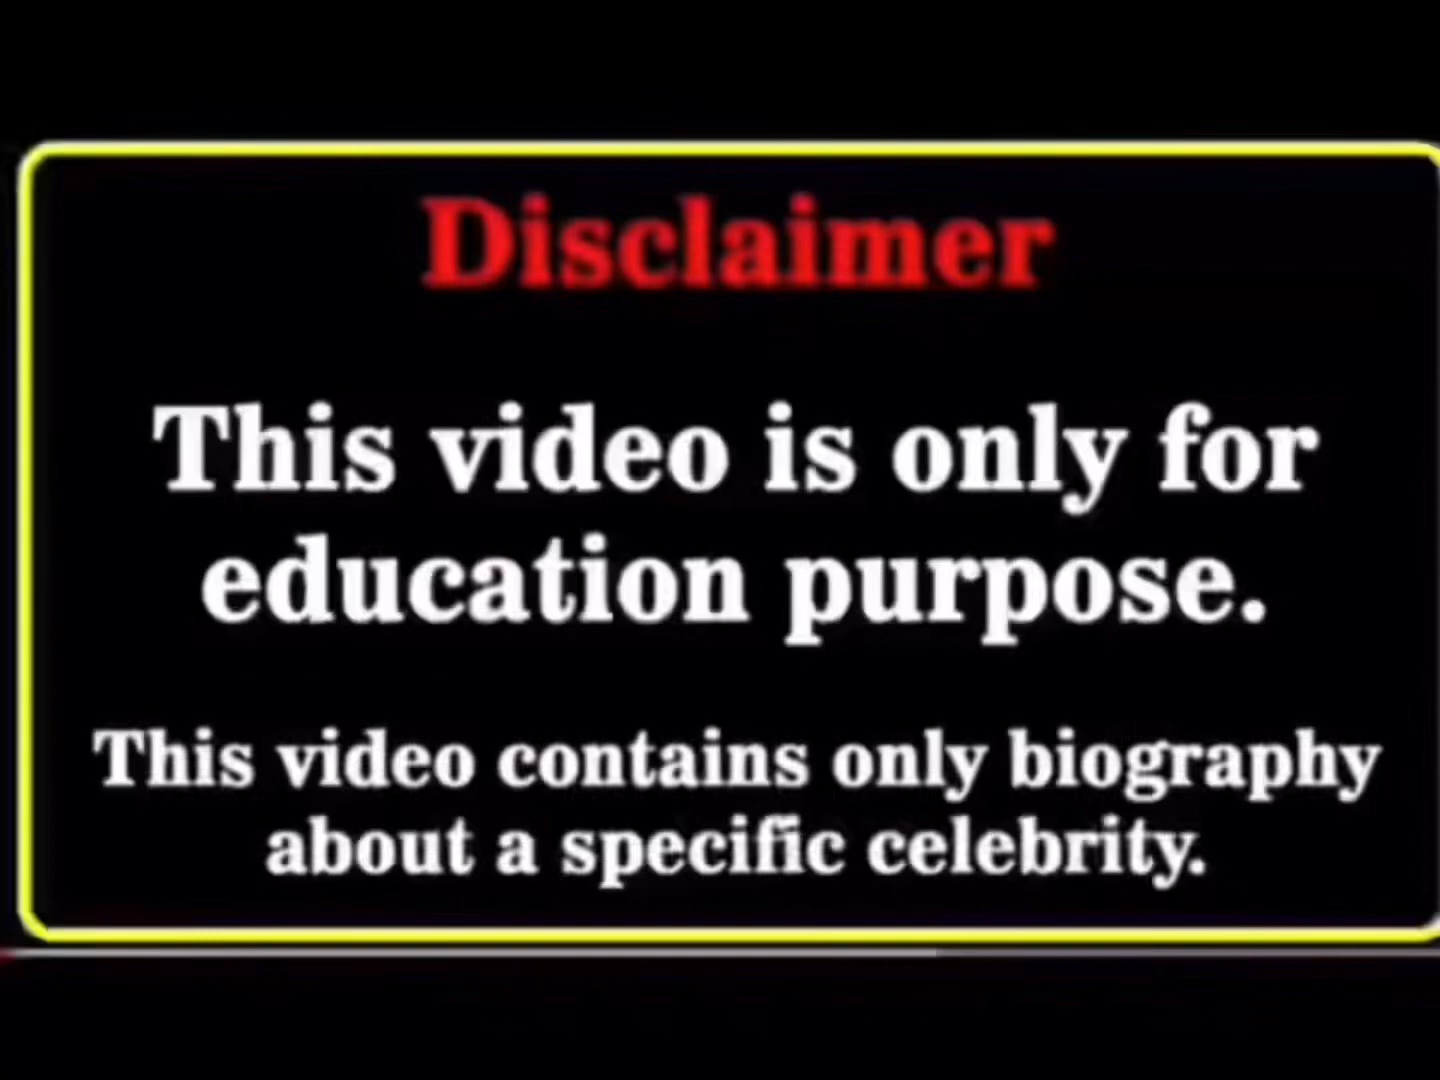 Disclaimer
This video is only for
education purpose.
This video contains only biography
about a specific celebrity.